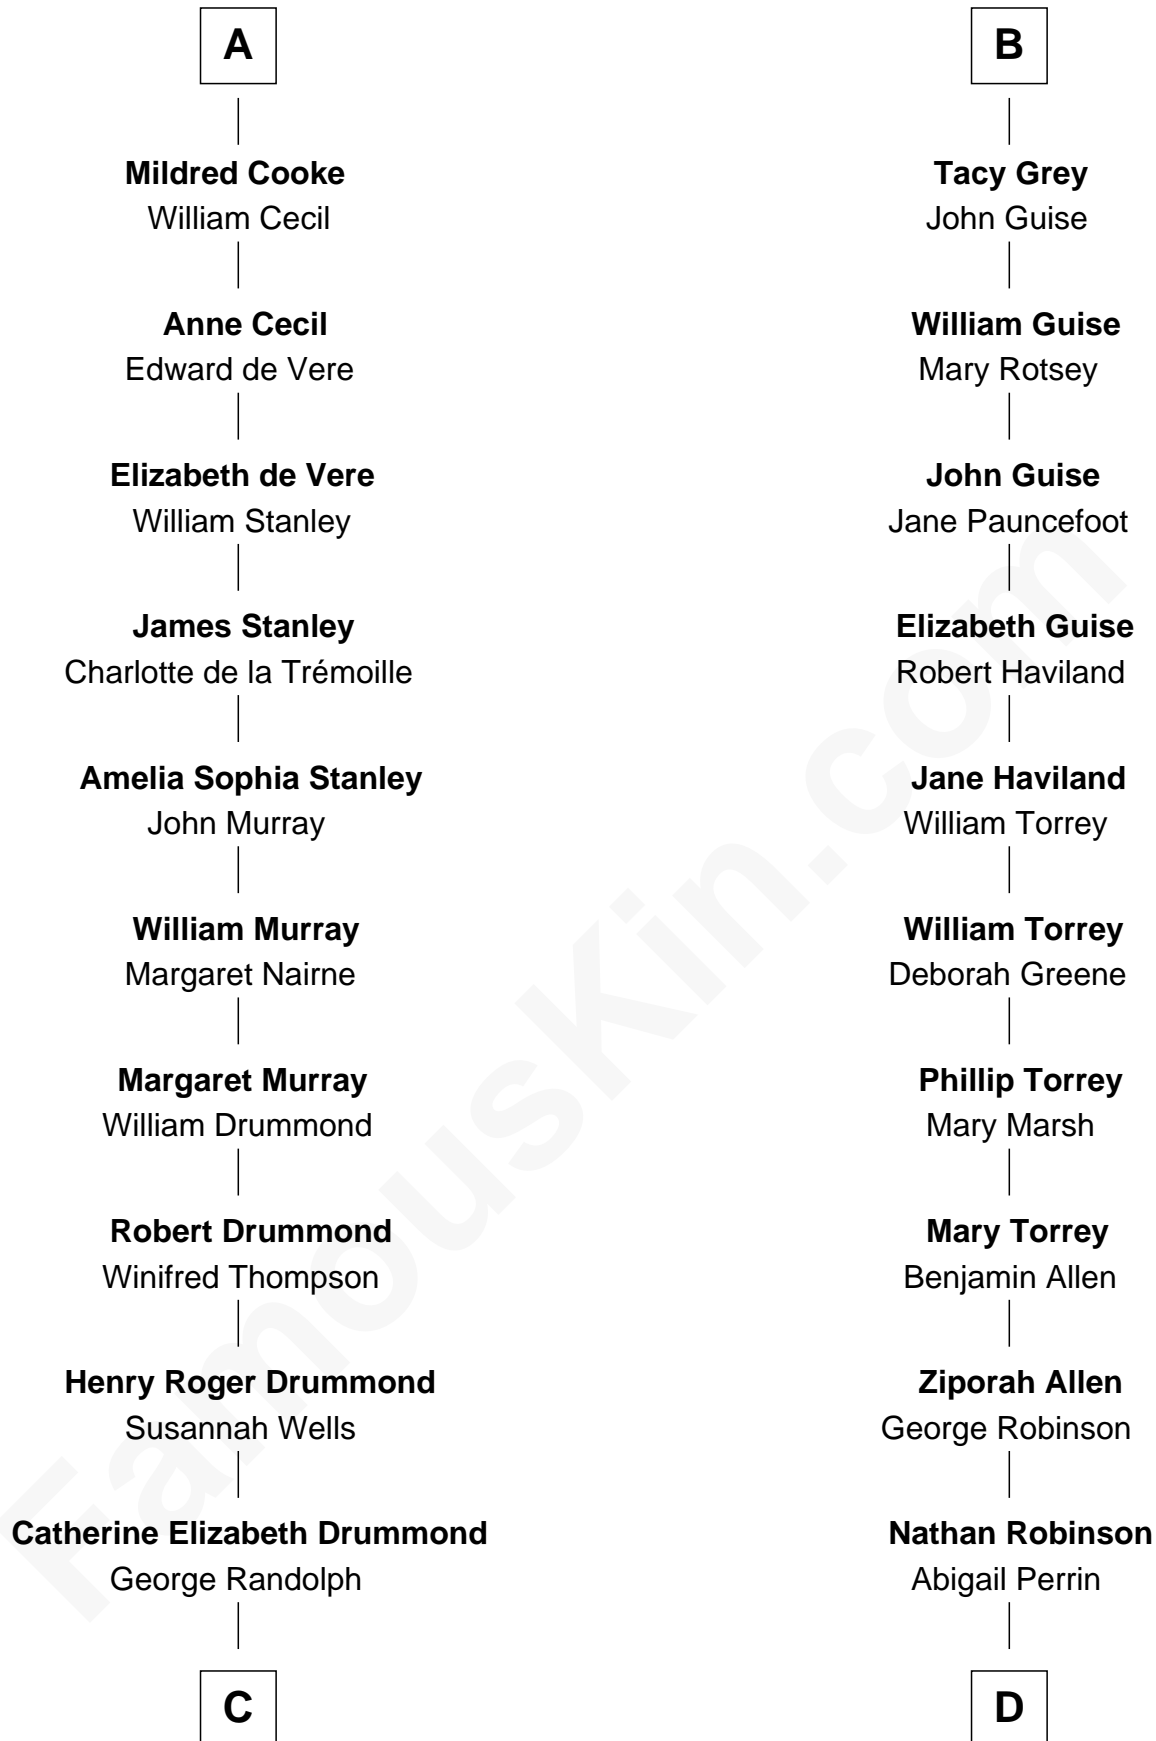 A
Mildred Cooke
William Cecil
Anne Cecil
Edward de Vere
Elizabeth de Vere
William Stanley
James Stanley
Charlotte de la Trémoille
Amelia Sophia Stanley
John Murray
William Murray
Margaret Nairne
Margaret Murray
William Drummond
Robert Drummond
Winifred Thompson
Henry Roger Drummond
Susannah Wells
Catherine Elizabeth Drummond
George Randolph
C
B
Tacy Grey
John Guise
William Guise
Mary Rotsey
John Guise
Jane Pauncefoot
Elizabeth Guise
Robert Haviland
Jane Haviland
William Torrey
William Torrey
Deborah Greene
Phillip Torrey
Mary Marsh
Mary Torrey
Benjamin Allen
Ziporah Allen
George Robinson
Nathan Robinson
Abigail Perrin
D
FamousKin.com